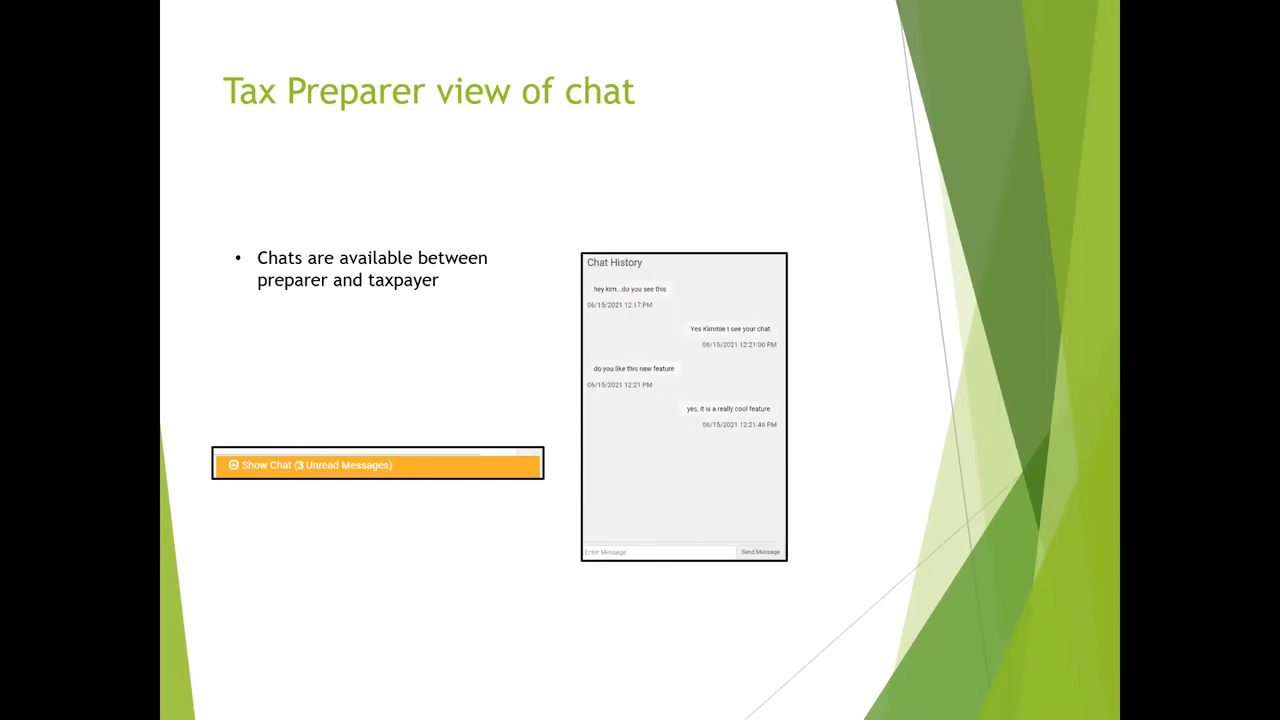 Tax Preparer view of chat
• Chats are available between
preparer and taxpayer
Show Chat (3 Unread Messages)
Chat History
hey kim...do you see this
06/15/2021 12:17 PM
Yes Kimmie I see your chat
06/15/2021 12:21:00 PM
do you like this new feature
06/15/2021 12:21 PM
yes, it is a really cool feature
06/15/2021 12:21:46 PM
Enter Message
Send Message